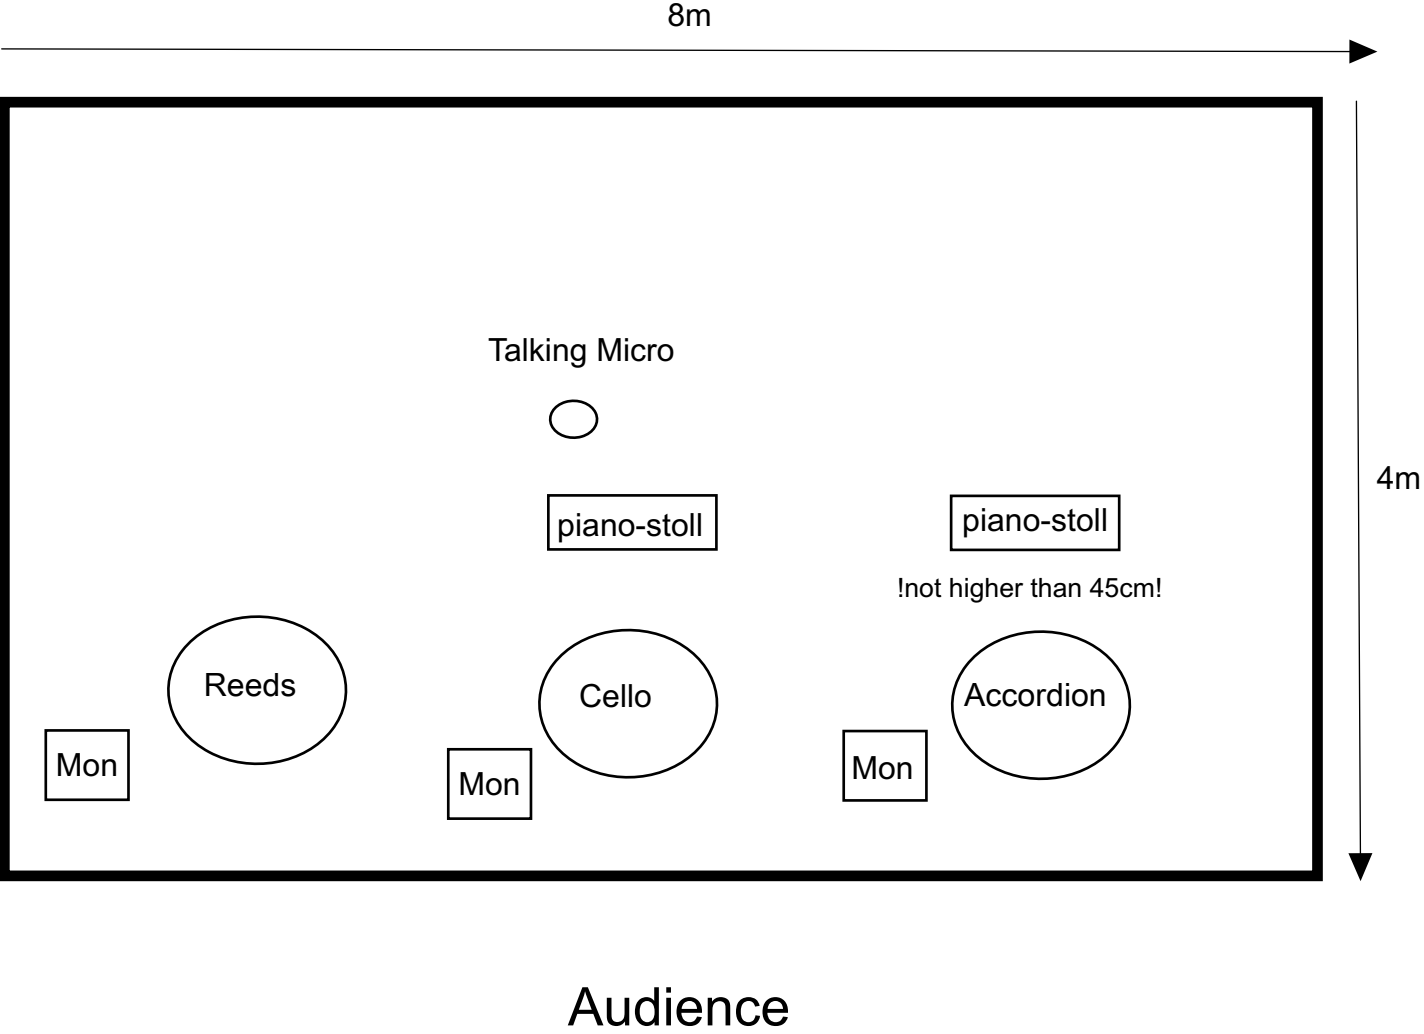 8m
Talking Micro
4m
piano-stoll
piano-stoll
!not higher than 45cm!
Reeds
Cello
Accordion
Mon
Mon
Mon
Audience